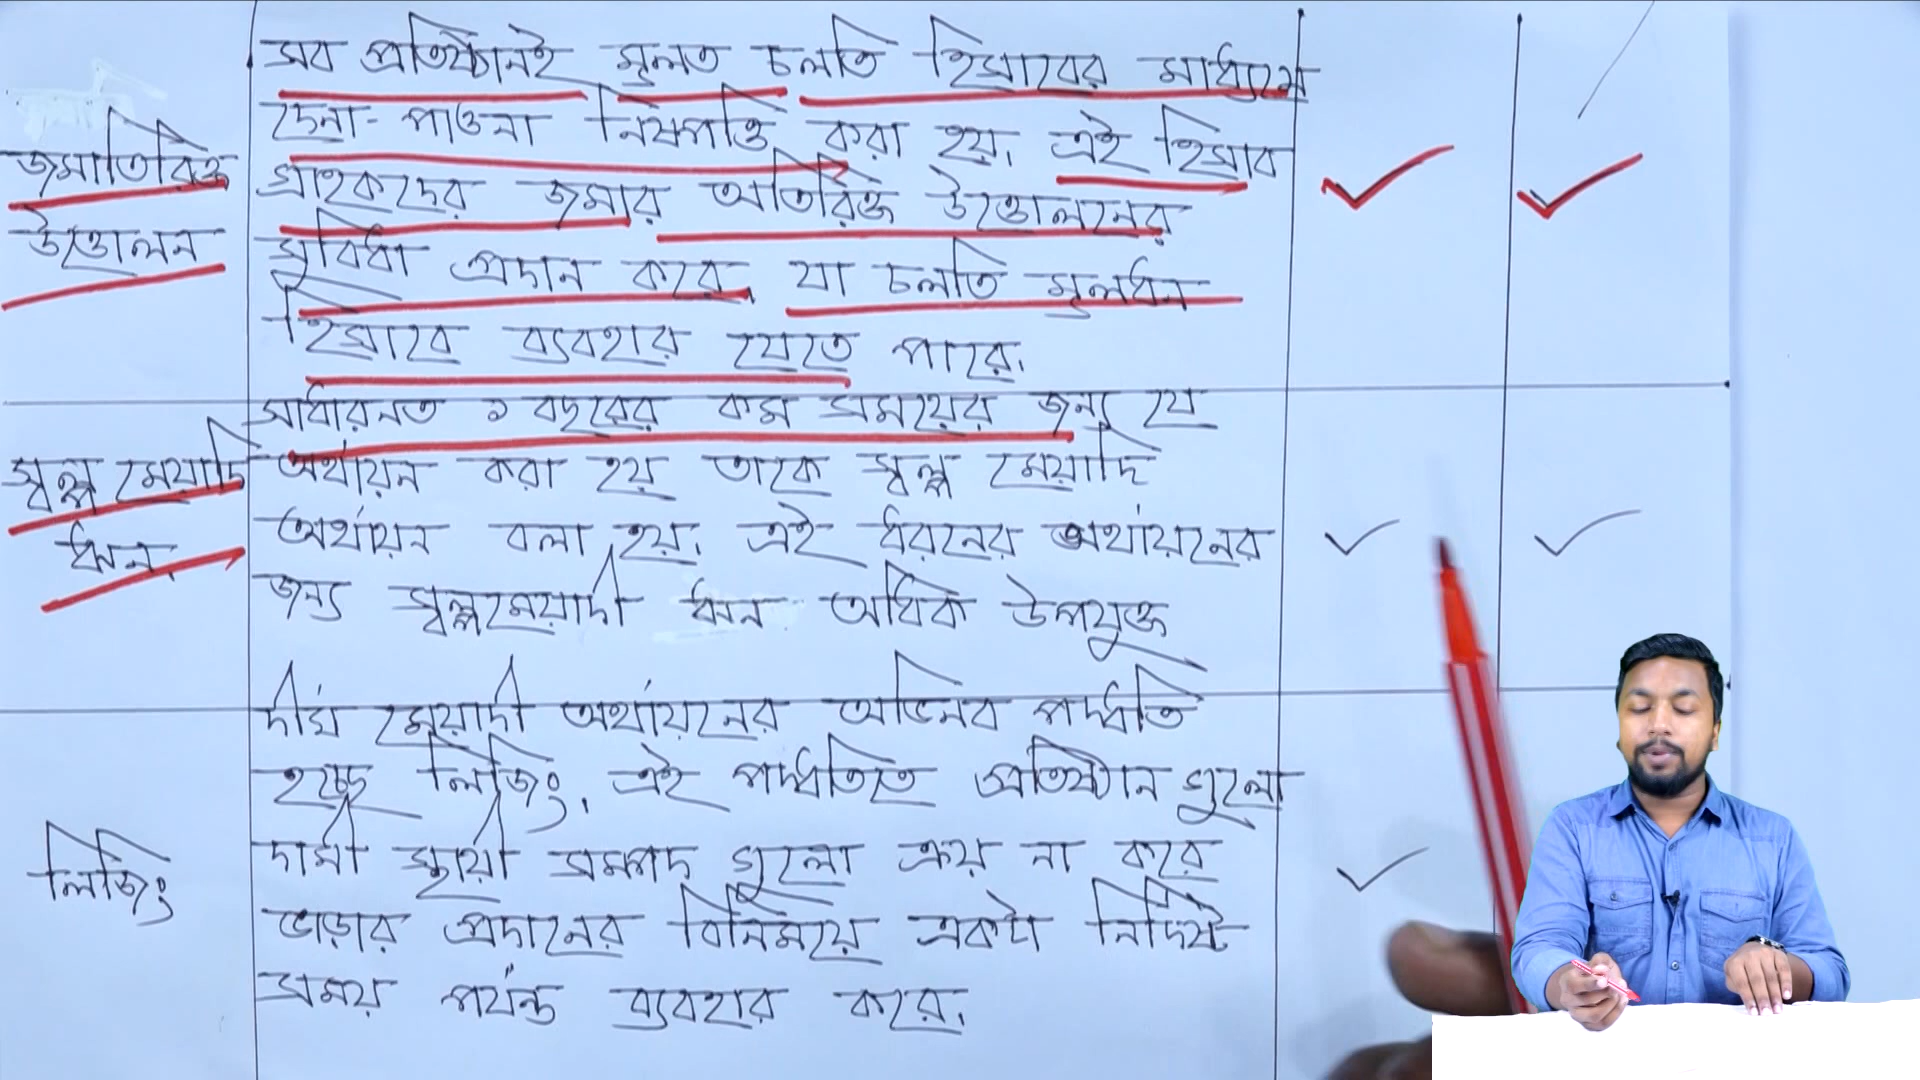 সব প্রতিষ্ঠানই মূলত চলতি হিসাবের মাধ্যমে
দেনা-পাওনা নিষ্পত্তি করা হয়। এই হিসাব
গ্রাহকদের জমার অতিরিক্ত উত্তোলনের
সুবিধা প্রদান করে, যা চলতি মূলধন
হিসাবে ব্যবহার যেতে পারে।
জমাতিরিক্ত
উত্তোলন
সাধারনত ১ বছরের কম সময়ের জন্য যে
অর্থায়ন করা হয় তাকে স্বল্প মেয়াদি
অর্থায়ন বলা হয়। এই ধরনের অর্থায়নের
জন্য স্বল্পমেয়াদী ঋন অধিক উপযুক্ত
স্বল্প মেয়াদি
ঋন
দীর্ঘ মেয়াদী অর্থায়নের অভিনব পদ্ধতি
হচ্ছে লিজিং, এই পদ্ধতিতে প্রতিষ্ঠান গুলো
দামী স্থায়ী সম্পদ গুলো ক্রয় না করে
ভাড়ার প্রদানের বিনিময়ে একটা নির্দিষ্ট
সময় পর্যন্ত ব্যবহার করে।
লিজিং